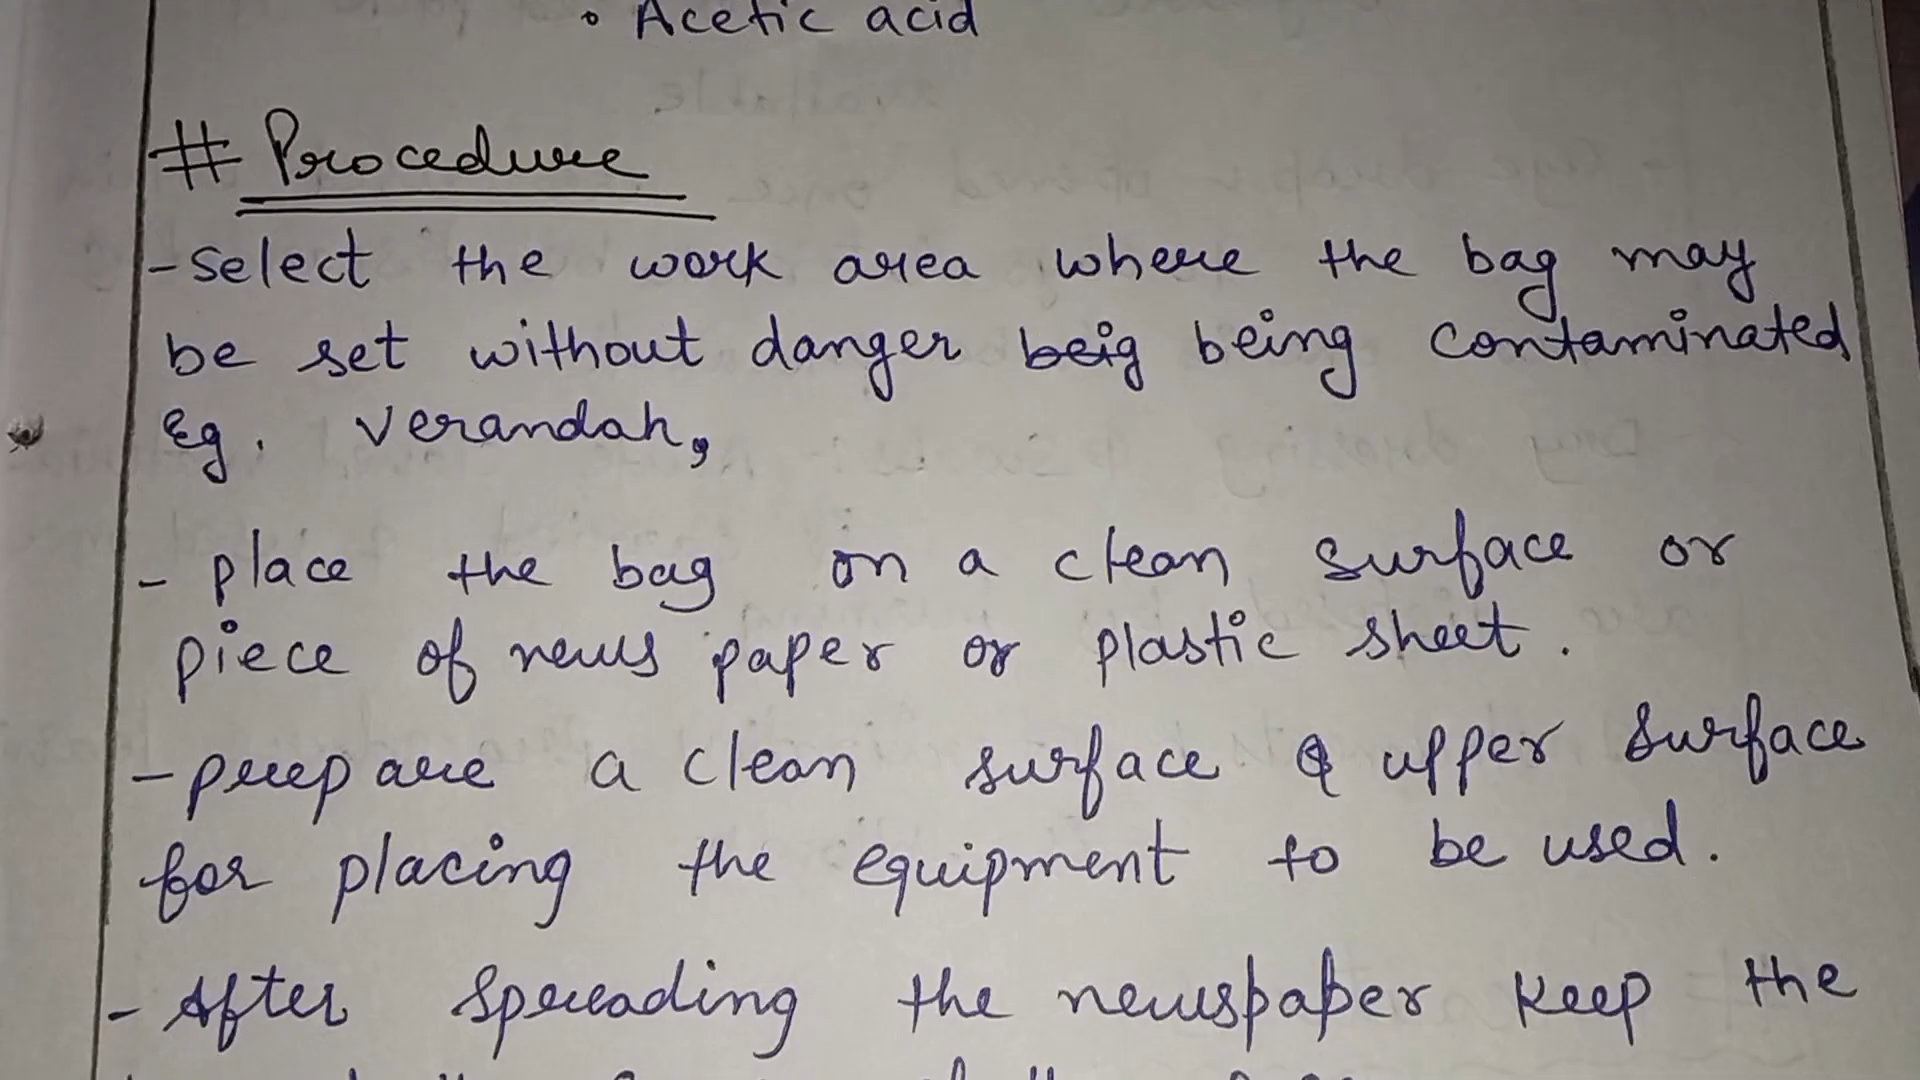 • Acetic acid
# Procedure
- Select the work area where the bag may
be set without danger beig being contaminated
Eg. Verandah,
- place the bag on a clean surface or
piece of news paper or plastic sheet.
- prepare a clean surface & upper surface
for placing the equipment to be used.
- After spreading the newspaper keep the